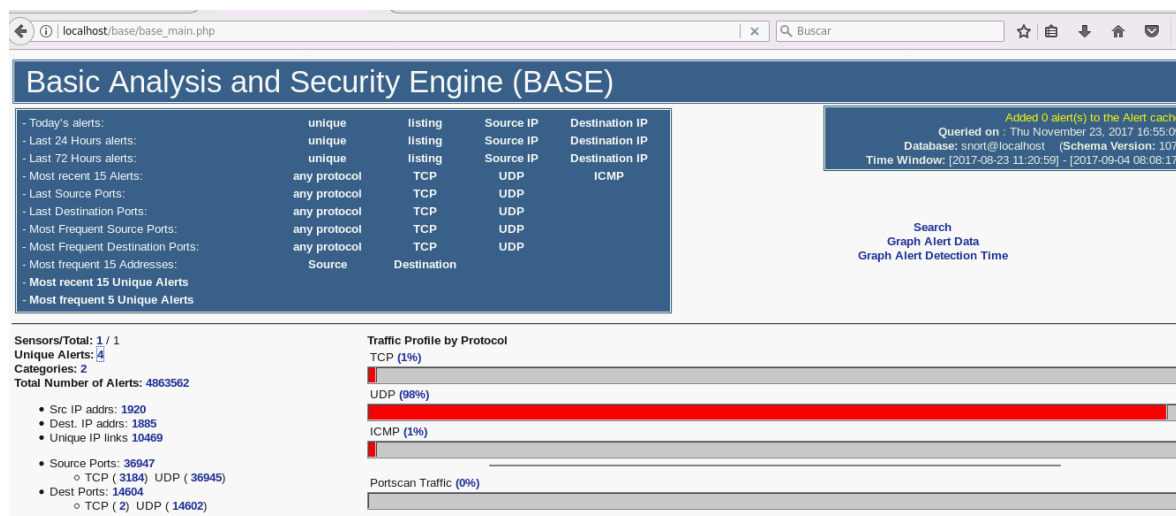 localhost/base/base_main.php
Buscar
Basic Analysis and Security Engine (BASE)
- Today's alerts: unique listing Source IP Destination IP
- Last 24 Hours alerts: unique listing Source IP Destination IP
- Last 72 Hours alerts: unique listing Source IP Destination IP
- Most recent 15 Alerts: any protocol TCP UDP ICMP
- Last Source Ports: any protocol TCP UDP
- Last Destination Ports: any protocol TCP UDP
- Most Frequent Source Ports: any protocol TCP UDP
- Most Frequent Destination Ports: any protocol TCP UDP
- Most frequent 15 Addresses: Source Destination
- Most recent 15 Unique Alerts
- Most frequent 5 Unique Alerts
Added 0 alert(s) to the Alert cache
Queried on : Thu November 23, 2017 16:55:0
Database: snort@localhost (Schema Version: 107
Time Window: [2017-08-23 11:20:59] - [2017-09-04 08:08:17
Search
Graph Alert Data
Graph Alert Detection Time
Sensors/Total: 1 / 1
Unique Alerts: 4
Categories: 2
Total Number of Alerts: 4863562
• Src IP addrs: 1920
• Dest. IP addrs: 1885
• Unique IP links 10469
• Source Ports: 36947
○ TCP ( 3184) UDP ( 36945)
• Dest Ports: 14604
○ TCP ( 2) UDP ( 14602)
Traffic Profile by Protocol
TCP (1%)
UDP (98%)
ICMP (1%)
Portscan Traffic (0%)